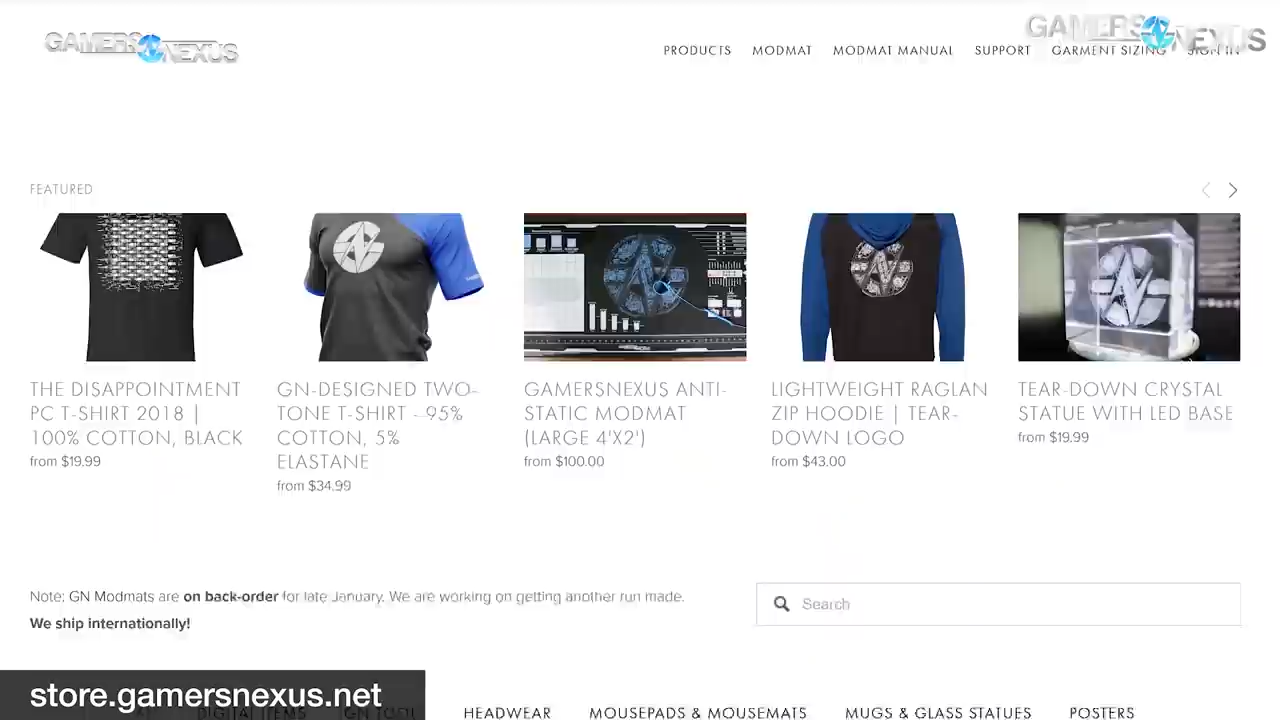 GAMERS NEXUS
GAMERS NEXUS
PRODUCTS MODMAT MODMAT MANUAL SUPPORT GARMENT SIZING SIGN IN
FEATURED
THE DISAPPOINTMENT
PC T-SHIRT 2018 |
100% COTTON, BLACK
from $19.99
GN-DESIGNED TWO-
TONE T-SHIRT - 95%
COTTON, 5%
ELASTANE
from $34.99
GAMERSNEXUS ANTI-
STATIC MODMAT
(LARGE 4'X2')
from $100.00
LIGHTWEIGHT RAGLAN
ZIP HOODIE | TEAR-
DOWN LOGO
from $43.00
TEAR-DOWN CRYSTAL
STATUE WITH LED BASE
from $19.99
Note: GN Modmats are on back-order for late January. We are working on getting another run made.
We ship internationally!
Search
store.gamersnexus.net
DIGITAL ITEMS GN TOOL HEADWEAR MOUSEPADS & MOUSEMATS MUGS & GLASS STATUES POSTERS